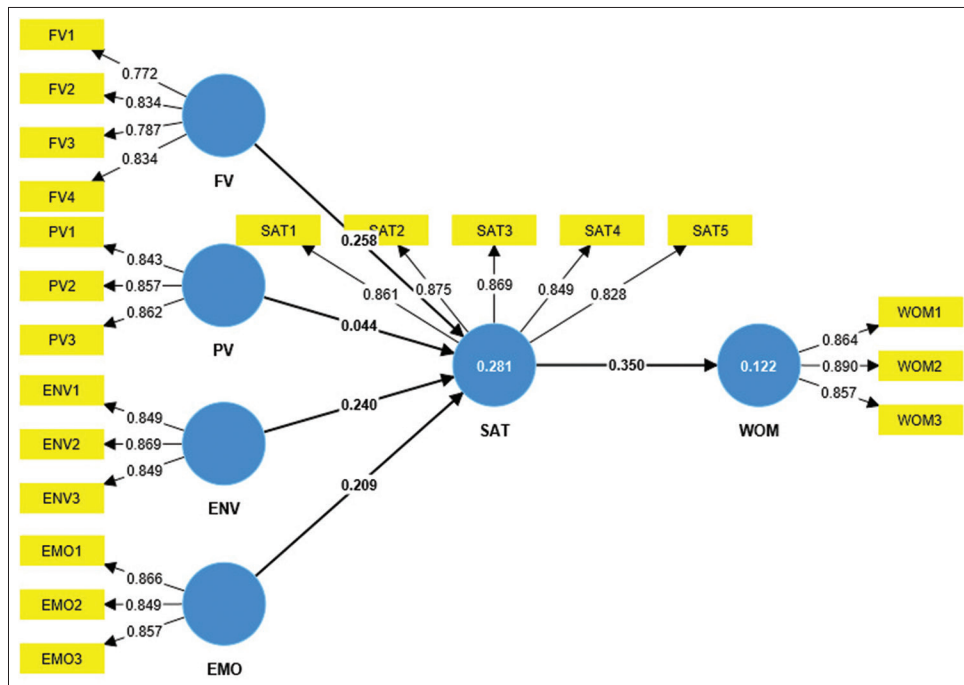 FV1
0.772
FV2
0.834
FV3
0.787
0.834
FV4
FV
PV1
0.843
PV2
0.857
0.862
PV3
PV
ENV1
0.849
ENV2
0.869
0.849
ENV3
ENV
EMO1
0.866
EMO2
0.849
0.857
EMO3
EMO
0.258
0.044
0.240
0.209
SAT1
SAT2
SAT3
SAT4
SAT5
0.861
0.875
0.869
0.849
0.828
0.281
SAT
0.350
0.122
WOM
0.864
WOM1
0.890
WOM2
0.857
WOM3